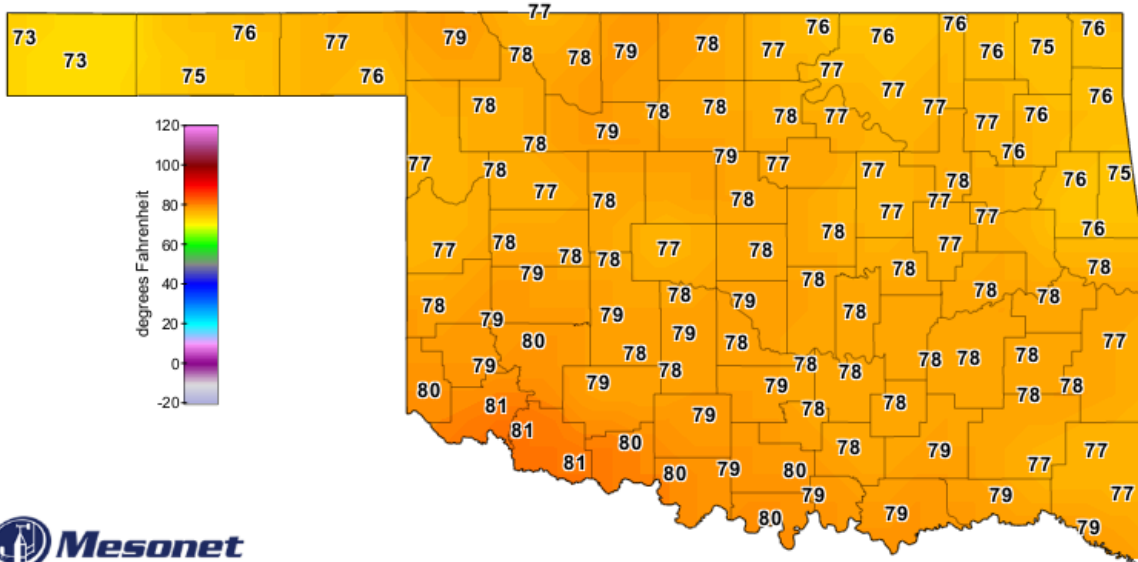 77
73 76 77 79 78 78 79 78 77 76 76 76 76 75 76
73 75 76 77 77
78 78 78 78 77 77 76 76
78 79 77 76
77 78 79 77 77 78 76 76 75
77 78 78 77 77 77
77 78 78 78 77 78 78 77 76
79 78 78 78
78 79 79 78 79 78 78 78
80 79 78 77
79 78 78 78 78 78 78 78
80 79 79 78 78
81 79 78 78
81 80 78 79 77
81 80 79 80 77
79 79 77
80 79 79
120
100
80
60
40
20
0
-20
degrees Fahrenheit
Mesonet